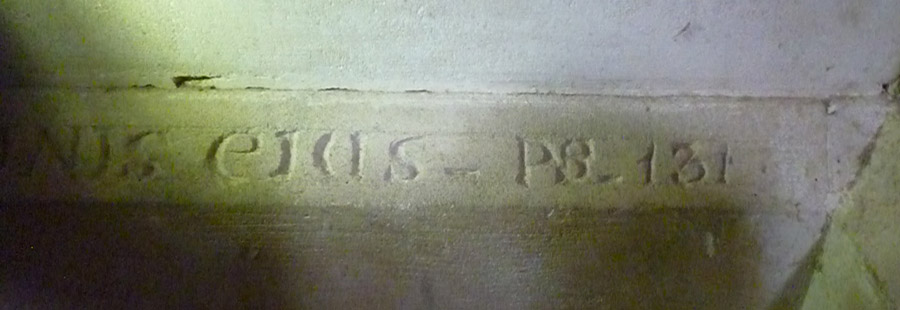 eius - PS. 131